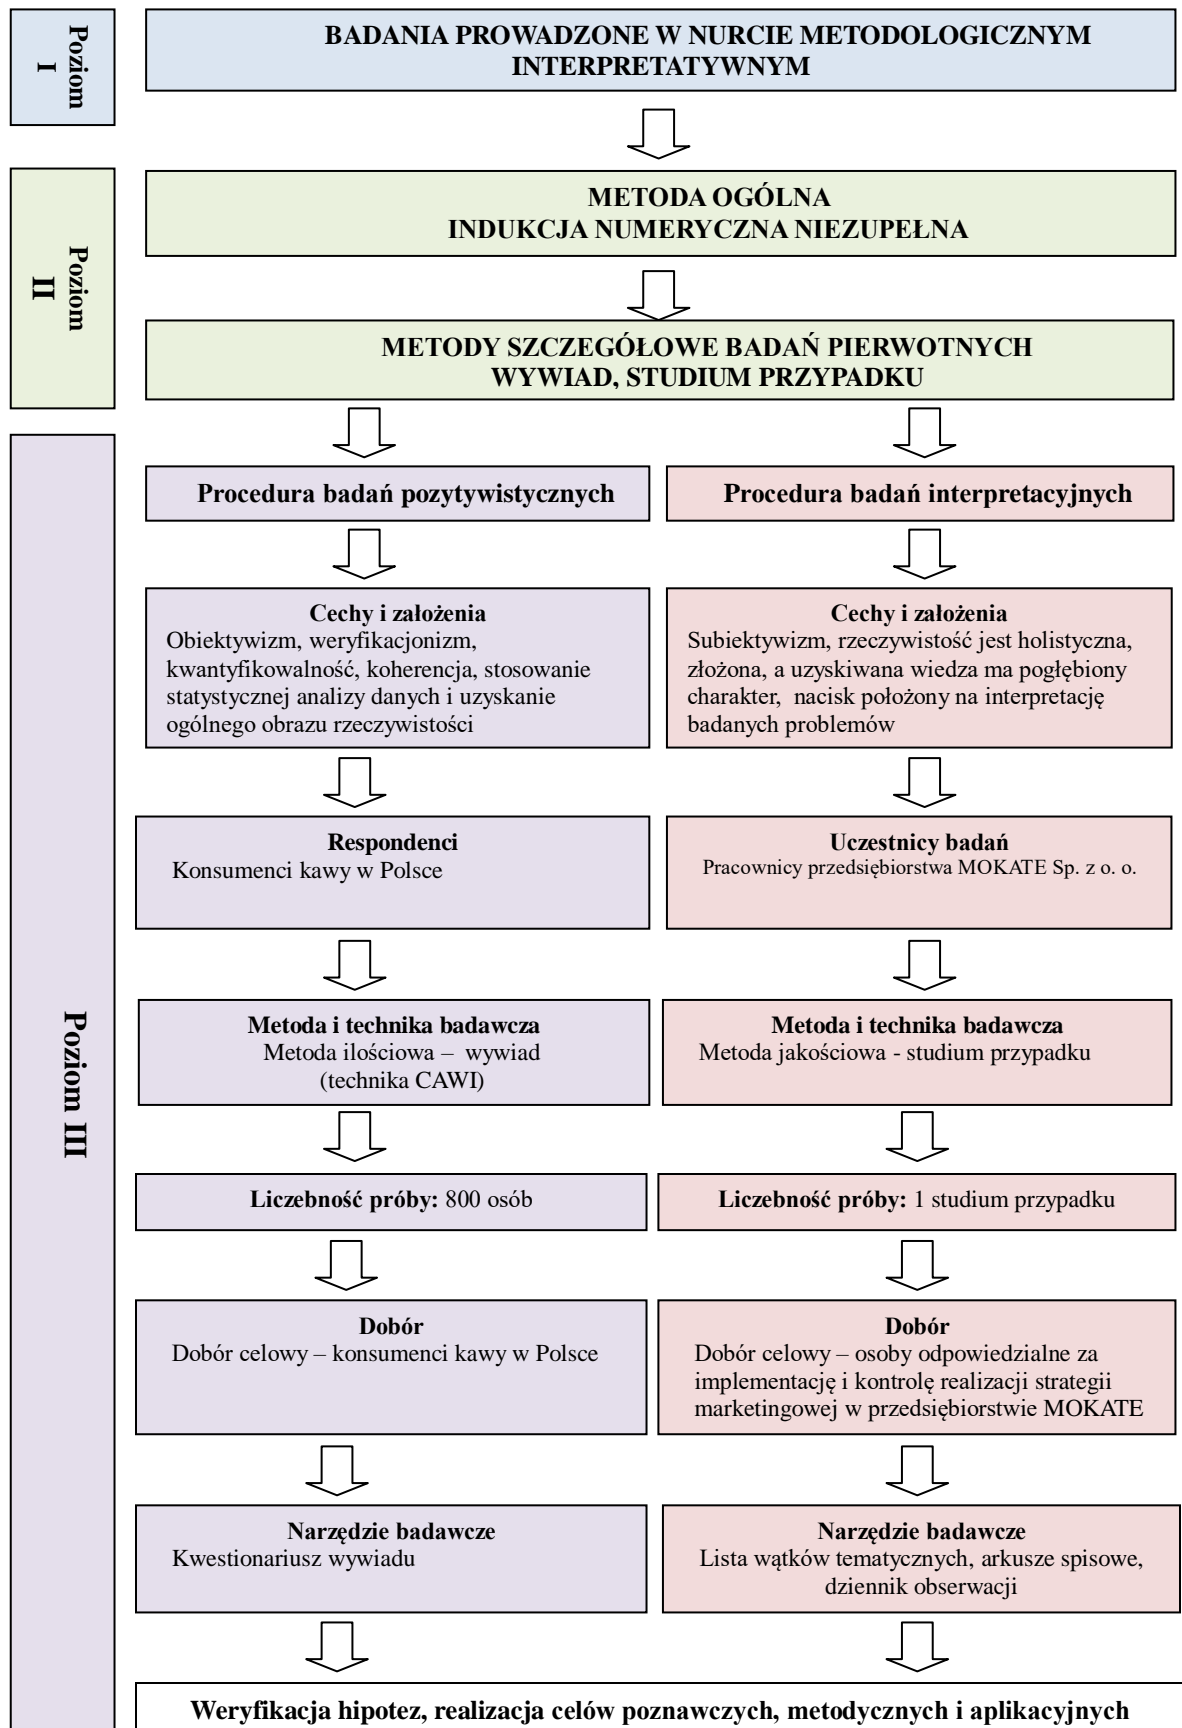 Poziom
I
BADANIA PROWADZONE W NURCIE METODOLOGICZNYM
INTERPRETATYWNYM
Poziom
II
METODA OGÓLNA
INDUKCJA NUMERYCZNA NIEZUPEŁNA
METODY SZCZEGÓŁOWE BADAŃ PIERWOTNYCH
WYWIAD, STUDIUM PRZYPADKU
Poziom III
Procedura badań pozytywistycznych
Procedura badań interpretacyjnych
Cechy i założenia
Obiektywizm, weryfikacjonizm,
kwantyfikowalność, koherencja, stosowanie
statystycznej analizy danych i uzyskanie
ogólnego obrazu rzeczywistości
Cechy i założenia
Subiektywizm, rzeczywistość jest holistyczna,
złożona, a uzyskiwana wiedza ma pogłębiony
charakter, nacisk położony na interpretację
badanych problemów
Respondenci
Konsumenci kawy w Polsce
Uczestnicy badań
Pracownicy przedsiębiorstwa MOKATE Sp. z o. o.
Metoda i technika badawcza
Metoda ilościowa – wywiad
(technika CAWI)
Metoda i technika badawcza
Metoda jakościowa - studium przypadku
Liczebność próby: 800 osób
Liczebność próby: 1 studium przypadku
Dobór
Dobór celowy – konsumenci kawy w Polsce
Dobór
Dobór celowy – osoby odpowiedzialne za
implementację i kontrolę realizacji strategii
marketingowej w przedsiębiorstwie MOKATE
Narzędzie badawcze
Kwestionariusz wywiadu
Narzędzie badawcze
Lista wątków tematycznych, arkusze spisowe,
dziennik obserwacji
Weryfikacja hipotez, realizacja celów poznawczych, metodycznych i aplikacyjnych